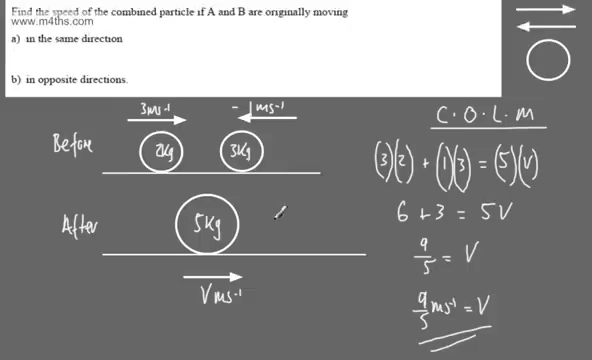 Find the speed of the combined particle if A and B are originally moving
www.m4ths.com
a) in the same direction
b) in opposite directions.
3ms⁻¹
- 1ms⁻¹
Before
2Kg
3Kg
After
5Kg
Vms⁻¹
C.O.L.M
(3)(2) + (1)(3) = (5)(V)
6 + 3 = 5V
9/5 = V
9/5 ms⁻¹ = V